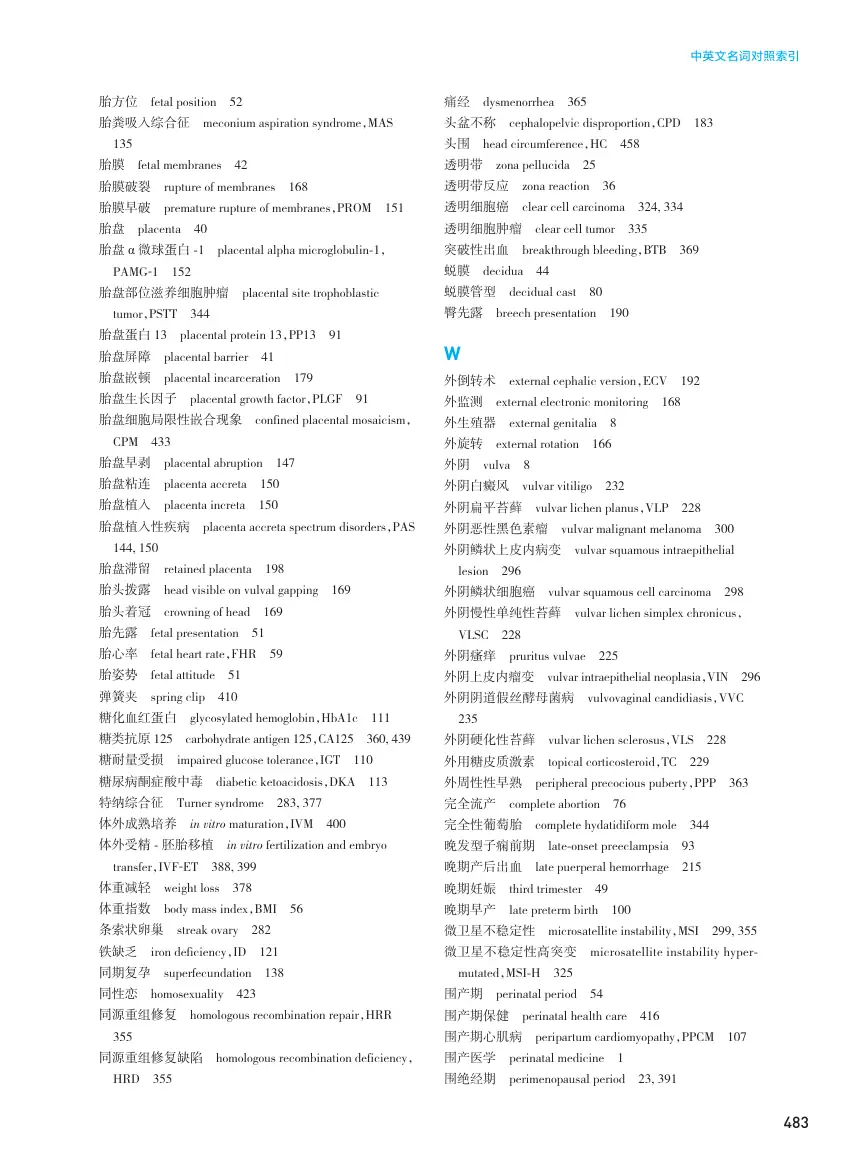 中英文名词对照索引
胎方位 fetal position 52
胎粪吸入综合征 meconium aspiration syndrome,MAS
135
胎膜 fetal membranes 42
胎膜破裂 rupture of membranes 168
胎膜早破 premature rupture of membranes,PROM 151
胎盘 placenta 40
胎盘 α 微球蛋白 -1 placental alpha microglobulin-1,
PAMG-1 152
胎盘部位滋养细胞肿瘤 placental site trophoblastic
tumor,PSTT 344
胎盘蛋白 13 placental protein 13,PP13 91
胎盘屏障 placental barrier 41
胎盘嵌顿 placental incarceration 179
胎盘生长因子 placental growth factor,PLGF 91
胎盘细胞局限性嵌合现象 confined placental mosaicism,
CPM 433
胎盘早剥 placental abruption 147
胎盘粘连 placenta accreta 150
胎盘植入 placenta increta 150
胎盘植入性疾病 placenta accreta spectrum disorders,PAS
144, 150
胎盘滞留 retained placenta 198
胎头拨露 head visible on vulval gapping 169
胎头着冠 crowning of head 169
胎先露 fetal presentation 51
胎心率 fetal heart rate,FHR 59
胎姿势 fetal attitude 51
弹簧夹 spring clip 410
糖化血红蛋白 glycosylated hemoglobin,HbA1c 111
糖类抗原 125 carbohydrate antigen 125,CA125 360, 439
糖耐量受损 impaired glucose tolerance,IGT 110
糖尿病酮症酸中毒 diabetic ketoacidosis,DKA 113
特纳综合征 Turner syndrome 283, 377
体外成熟培养 in vitro maturation,IVM 400
体外受精 - 胚胎移植 in vitro fertilization and embryo
transfer,IVF-ET 388, 399
体重减轻 weight loss 378
体重指数 body mass index,BMI 56
条索状卵巢 streak ovary 282
铁缺乏 iron deficiency,ID 121
同期复孕 superfecundation 138
同性恋 homosexuality 423
同源重组修复 homologous recombination repair,HRR
355
同源重组修复缺陷 homologous recombination deficiency,
HRD 355
痛经 dysmenorrhea 365
头盆不称 cephalopelvic disproportion,CPD 183
头围 head circumference,HC 458
透明带 zona pellucida 25
透明带反应 zona reaction 36
透明细胞癌 clear cell carcinoma 324, 334
透明细胞肿瘤 clear cell tumor 335
突破性出血 breakthrough bleeding,BTB 369
蜕膜 decidua 44
蜕膜管型 decidual cast 80
臀先露 breech presentation 190
W
外倒转术 external cephalic version,ECV 192
外监测 external electronic monitoring 168
外生殖器 external genitalia 8
外旋转 external rotation 166
外阴 vulva 8
外阴白癜风 vulvar vitiligo 232
外阴扁平苔藓 vulvar lichen planus,VLP 228
外阴恶性黑色素瘤 vulvar malignant melanoma 300
外阴鳞状上皮内病变 vulvar squamous intraepithelial
lesion 296
外阴鳞状细胞癌 vulvar squamous cell carcinoma 298
外阴慢性单纯性苔藓 vulvar lichen simplex chronicus,
VLSC 228
外阴瘙痒 pruritus vulvae 225
外阴上皮内瘤变 vulvar intraepithelial neoplasia,VIN 296
外阴阴道假丝酵母菌病 vulvovaginal candidiasis,VVC
235
外阴硬化性苔藓 vulvar lichen sclerosus,VLS 228
外用糖皮质激素 topical corticosteroid,TC 229
外周性性早熟 peripheral precocious puberty,PPP 363
完全流产 complete abortion 76
完全性葡萄胎 complete hydatidiform mole 344
晚发型子痫前期 late-onset preeclampsia 93
晚期产后出血 late puerperal hemorrhage 215
晚期妊娠 third trimester 49
晚期早产 late preterm birth 100
微卫星不稳定性 microsatellite instability,MSI 299, 355
微卫星不稳定性高突变 microsatellite instability hyper-
mutated,MSI-H 325
围产期 perinatal period 54
围产期保健 perinatal health care 416
围产期心肌病 peripartum cardiomyopathy,PPCM 107
围产医学 perinatal medicine 1
围绝经期 perimenopausal period 23, 391
483